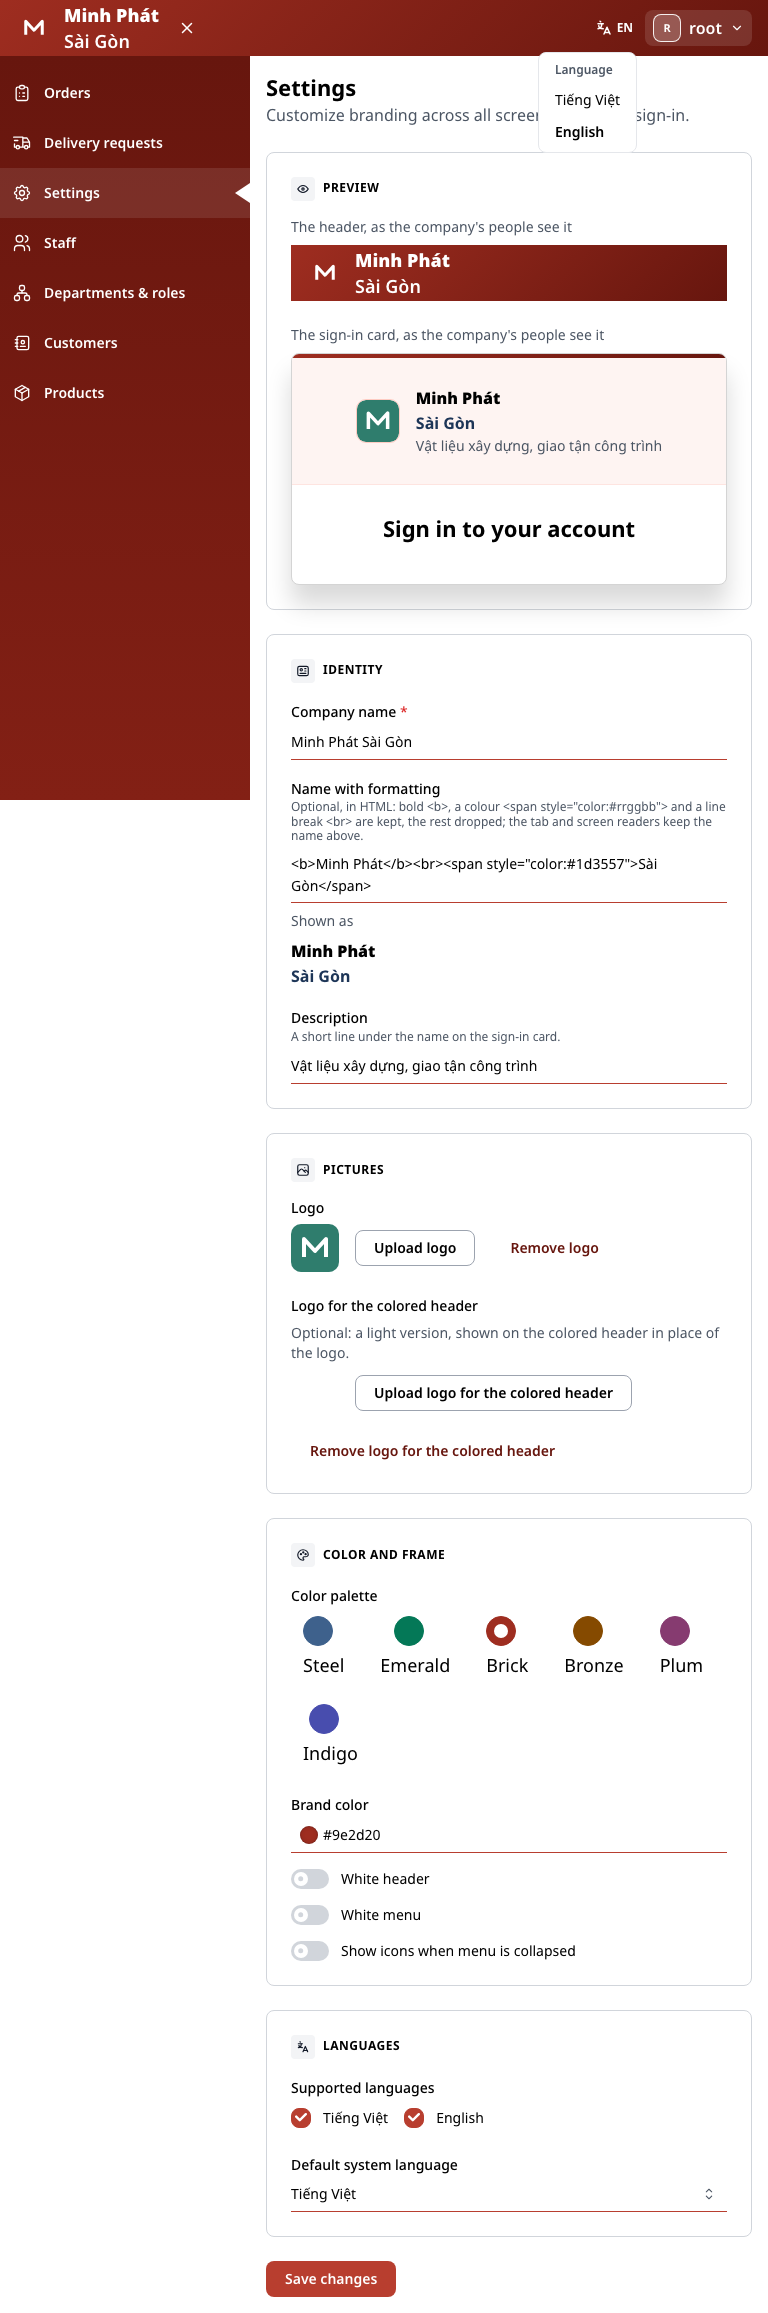 Minh Phát
Sài Gòn
EN
R
root
Language
Tiếng Việt
English
Orders
Delivery requests
Settings
Staff
Departments & roles
Customers
Products
Settings
Customize branding across all screen sign-in.
PREVIEW
The header, as the company's people see it
Minh Phát
Sài Gòn
The sign-in card, as the company's people see it
Minh Phát
Sài Gòn
Vật liệu xây dựng, giao tận công trình
Sign in to your account
IDENTITY
Company name *
Minh Phát Sài Gòn
Name with formatting
Optional, in HTML: bold <b>, a colour <span style="color:#rrggbb"> and a line
break <br> are kept, the rest dropped; the tab and screen readers keep the
name above.
<b>Minh Phát</b><br><span style="color:#1d3557">Sài
Gòn</span>
Shown as
Minh Phát
Sài Gòn
Description
A short line under the name on the sign-in card.
Vật liệu xây dựng, giao tận công trình
PICTURES
Logo
Upload logo
Remove logo
Logo for the colored header
Optional: a light version, shown on the colored header in place of
the logo.
Upload logo for the colored header
Remove logo for the colored header
COLOR AND FRAME
Color palette
Steel
Emerald
Brick
Bronze
Plum
Indigo
Brand color
#9e2d20
White header
White menu
Show icons when menu is collapsed
LANGUAGES
Supported languages
Tiếng Việt
English
Default system language
Tiếng Việt
Save changes